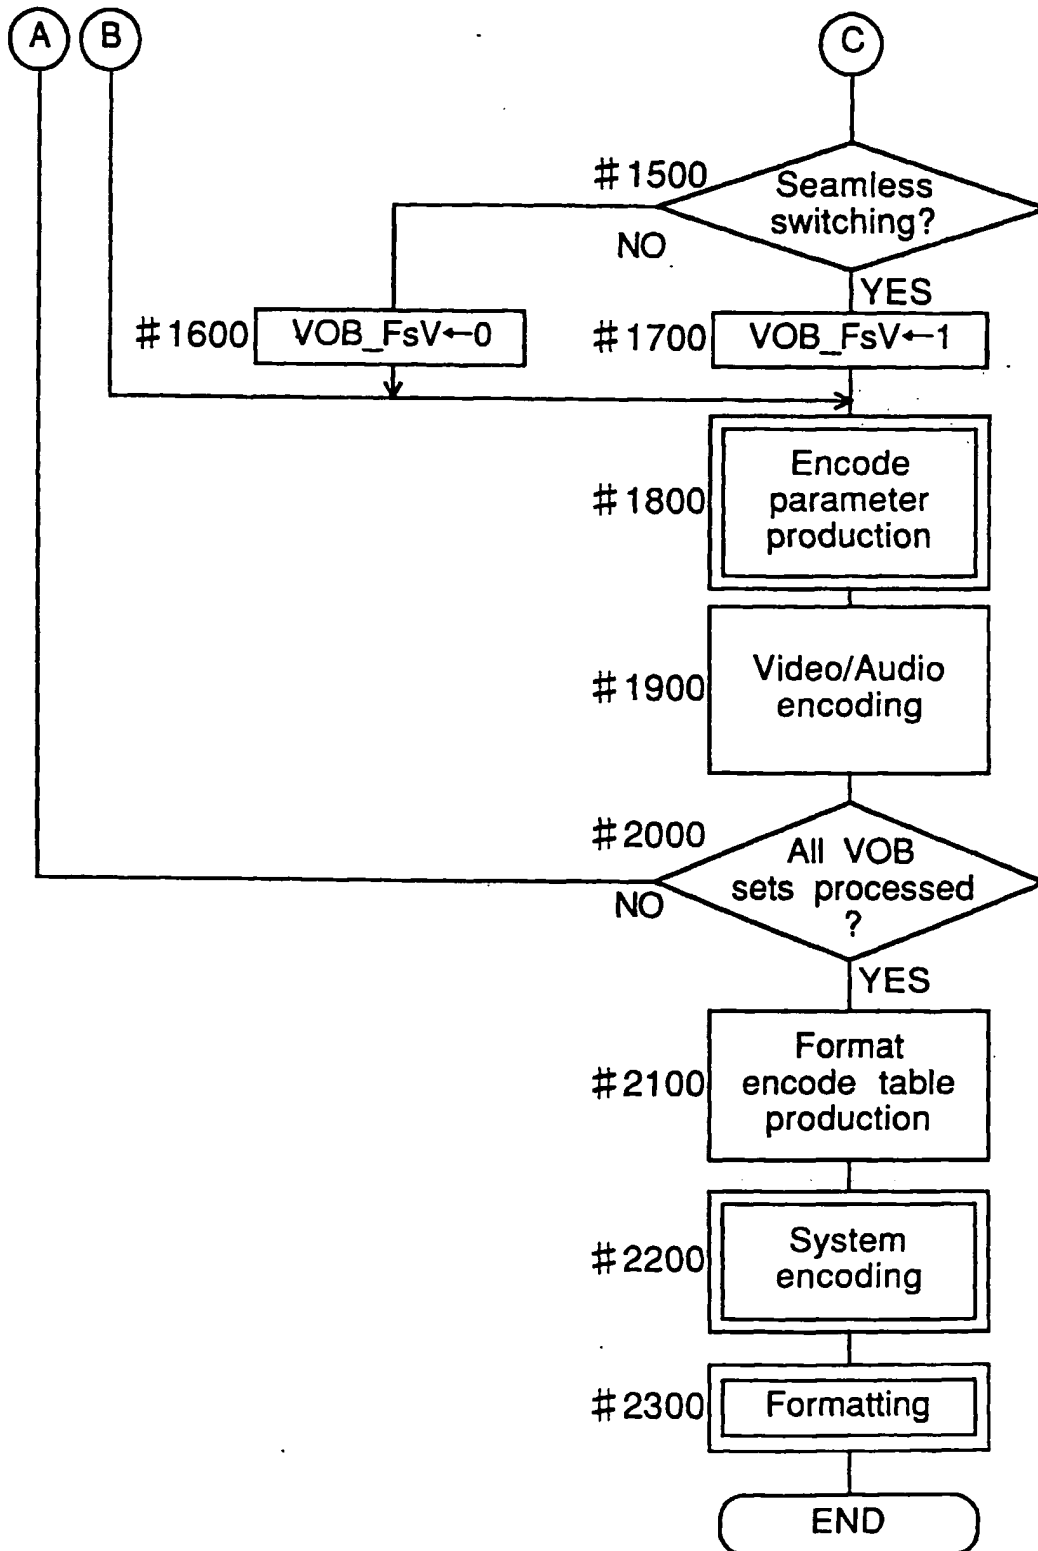 A B C
#1500 Seamless
switching?
NO
YES
#1600 VOB_FsV←0
#1700 VOB_FsV←1
#1800
Encode
parameter
production
#1900
Video/Audio
encoding
#2000
All VOB
sets processed
?
NO
YES
#2100
Format
encode table
production
#2200
System
encoding
#2300 Formatting
END